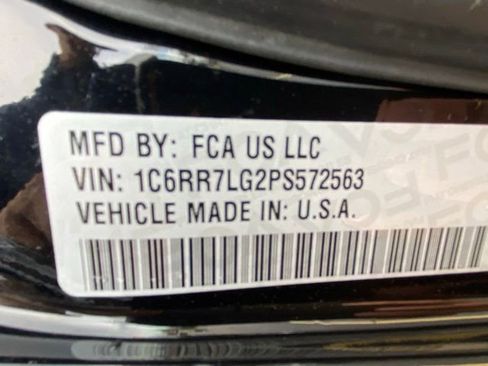 MFD BY: FCA US LLC
VIN: 1C6RR7LG2PS572563
VEHICLE MADE IN: U.S.A.